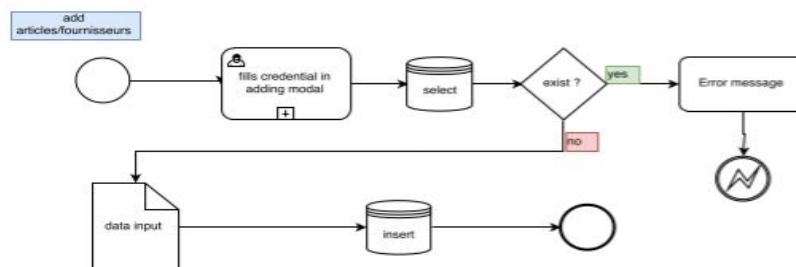 add
articles/fournisseurs
fills credential in
adding modal
select
exist ?
yes
Error message
no
data input
insert